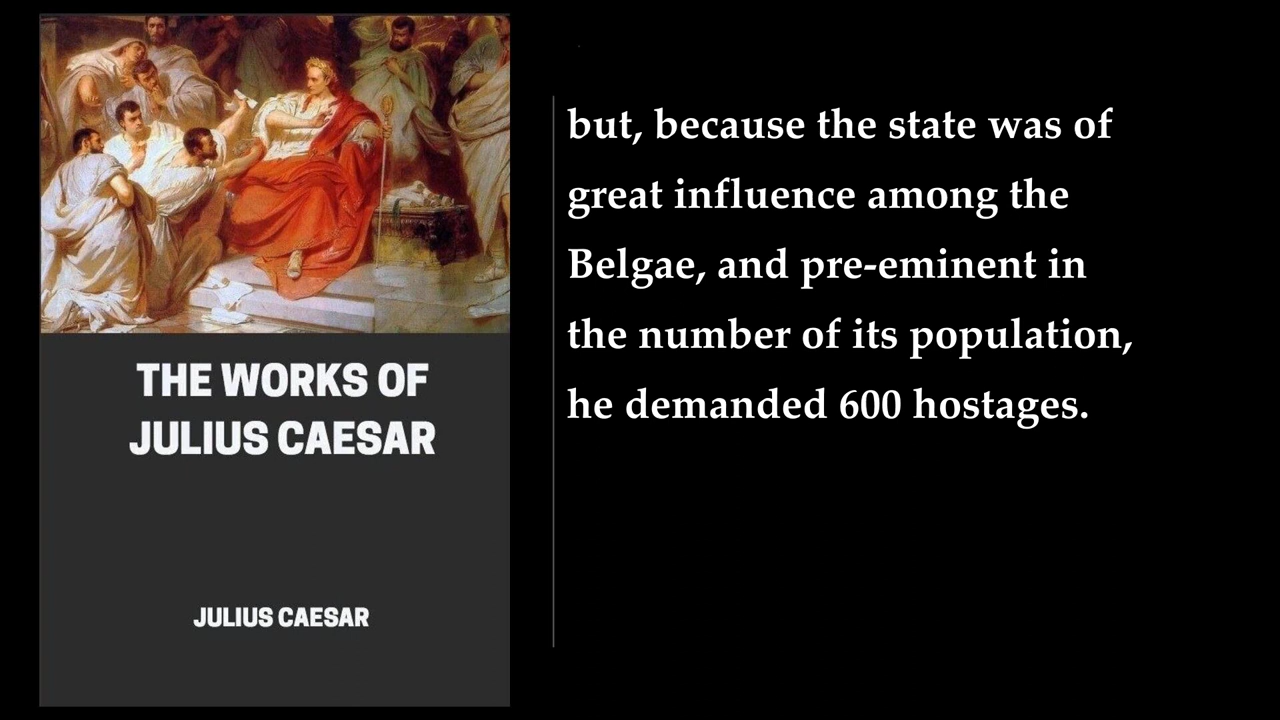 THE WORKS OF
JULIUS CAESAR
JULIUS CAESAR
but, because the state was of
great influence among the
Belgae, and pre-eminent in
the number of its population,
he demanded 600 hostages.